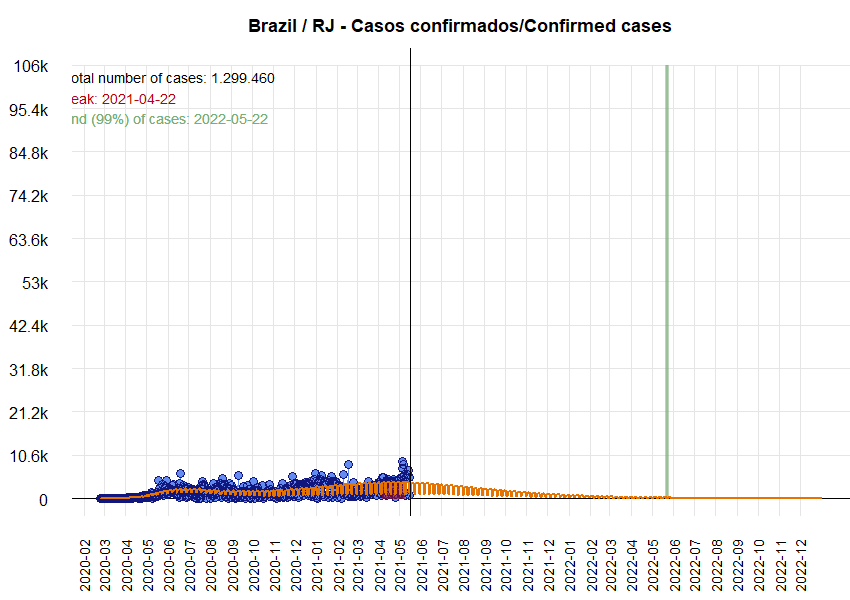 Brazil / RJ - Casos confirmados/Confirmed cases
106k
otal number of cases: 1.299.460
eak: 2021-04-22
nd (99%) of cases: 2022-05-22
95.4k
84.8k
74.2k
63.6k
53k
42.4k
31.8k
21.2k
10.6k
0
2020-02
2020-03
2020-04
2020-05
2020-06
2020-07
2020-08
2020-09
2020-10
2020-11
2020-12
2021-01
2021-02
2021-03
2021-04
2021-05
2021-06
2021-07
2021-08
2021-09
2021-10
2021-11
2021-12
2022-01
2022-02
2022-03
2022-04
2022-05
2022-06
2022-07
2022-08
2022-09
2022-10
2022-11
2022-12